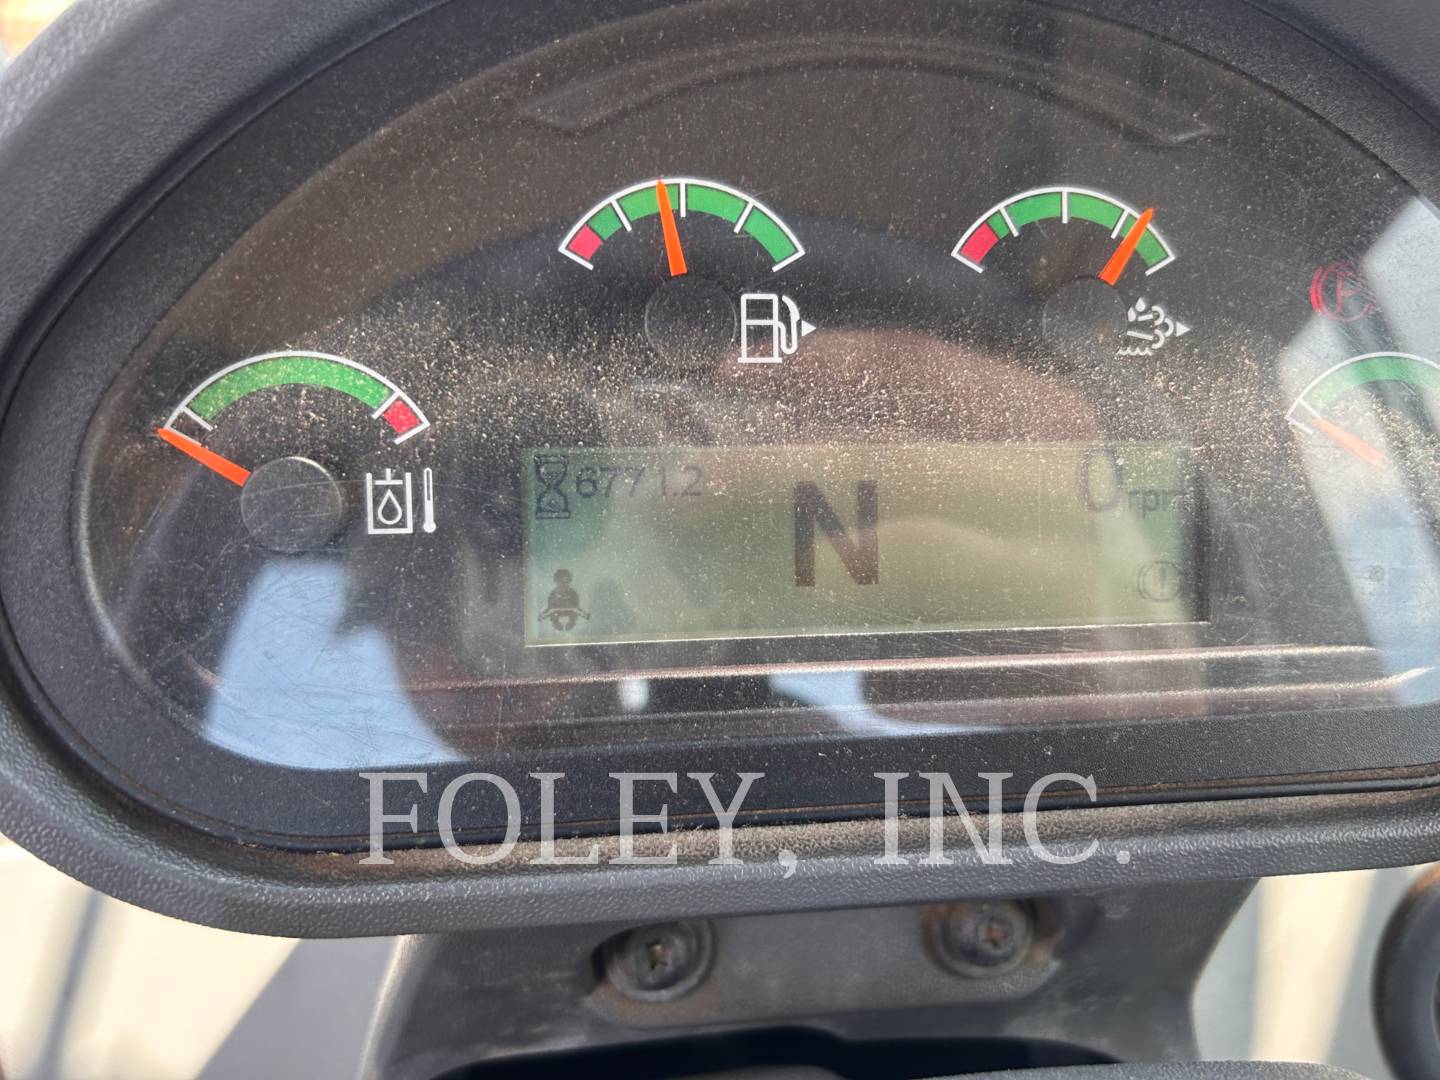 6771.2
N
0rpm
FOLEY, INC.